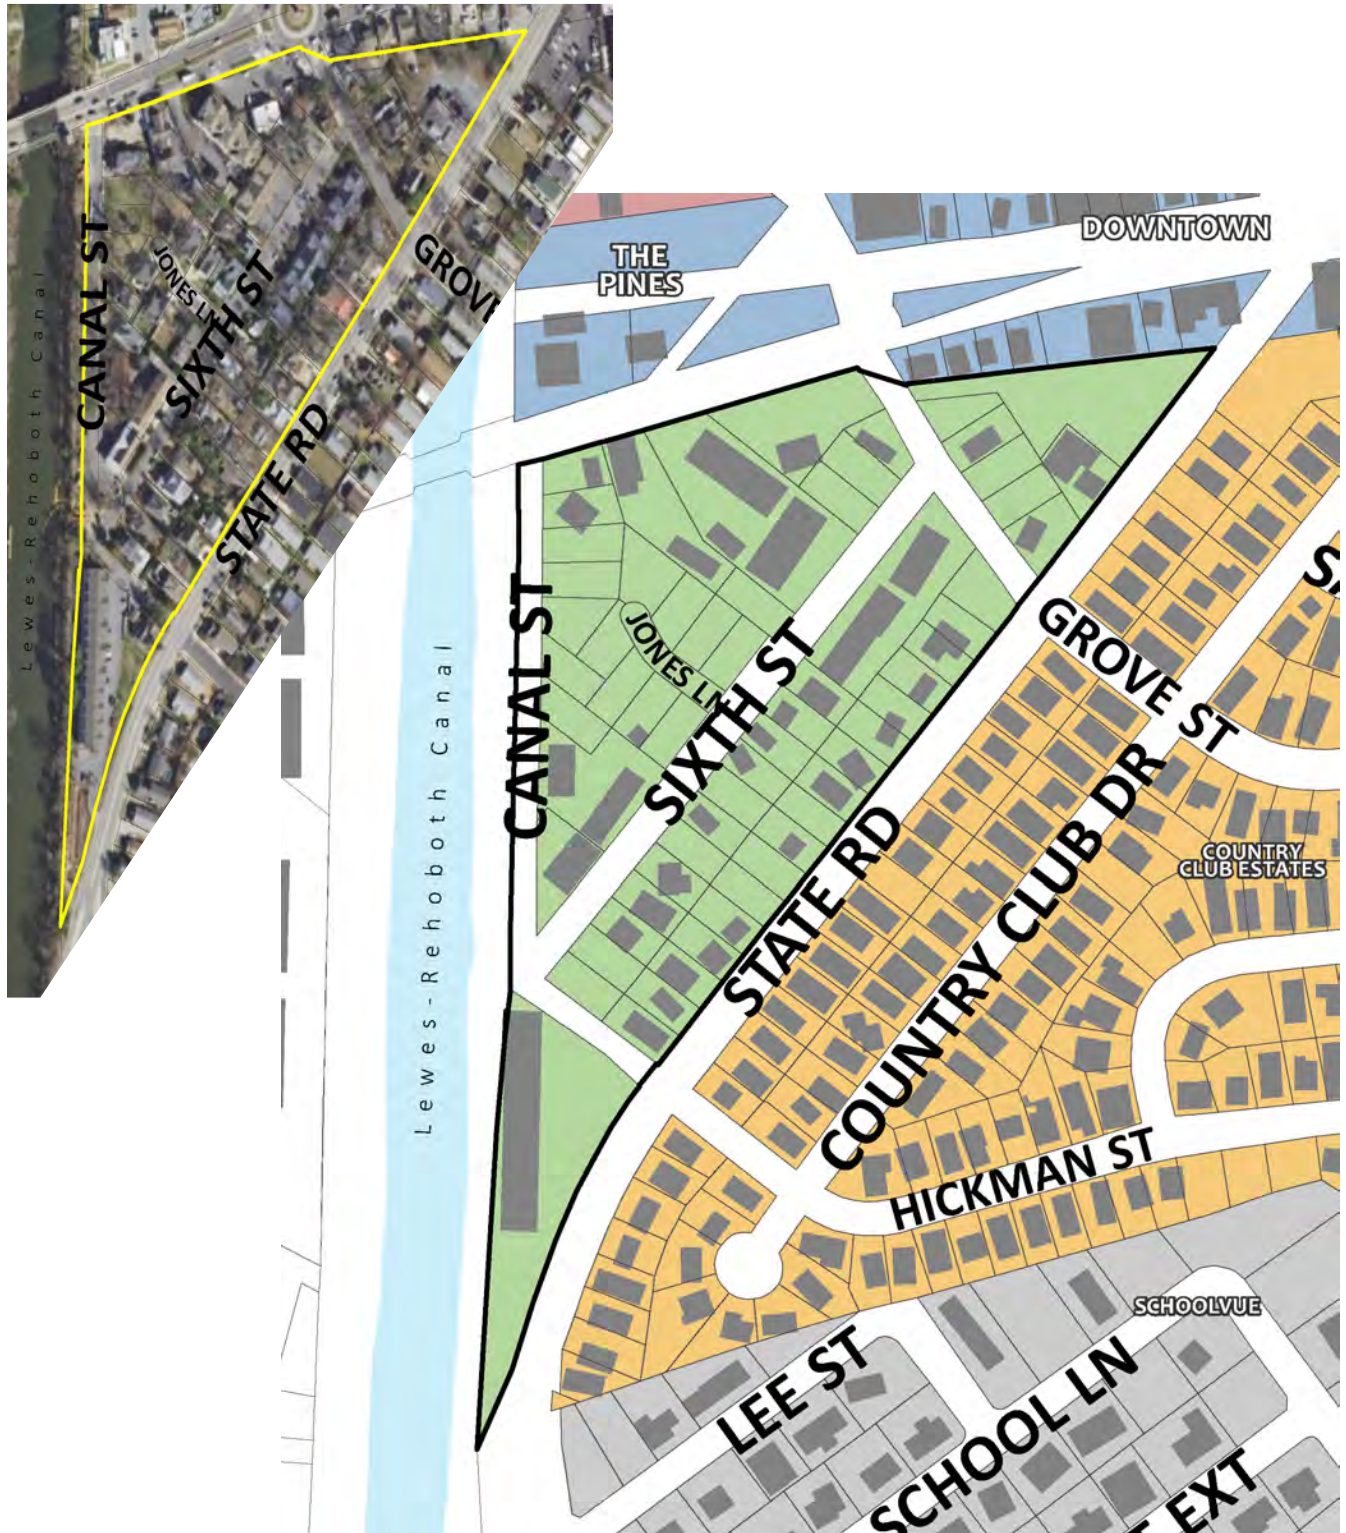 CANAL ST
JONES LN
SIXTH ST
GROVE
STATE RD
Lewes-Rehoboth Canal
THE
PINES
DOWNTOWN
CANAL ST
JONES LN
SIXTH ST
GROVE ST
STATE RD
COUNTRY CLUB DR
COUNTRY
CLUB ESTATES
Lewes-Rehoboth Canal
HICKMAN ST
SCHOOLVUE
LEE ST
SCHOOL LN
EXT